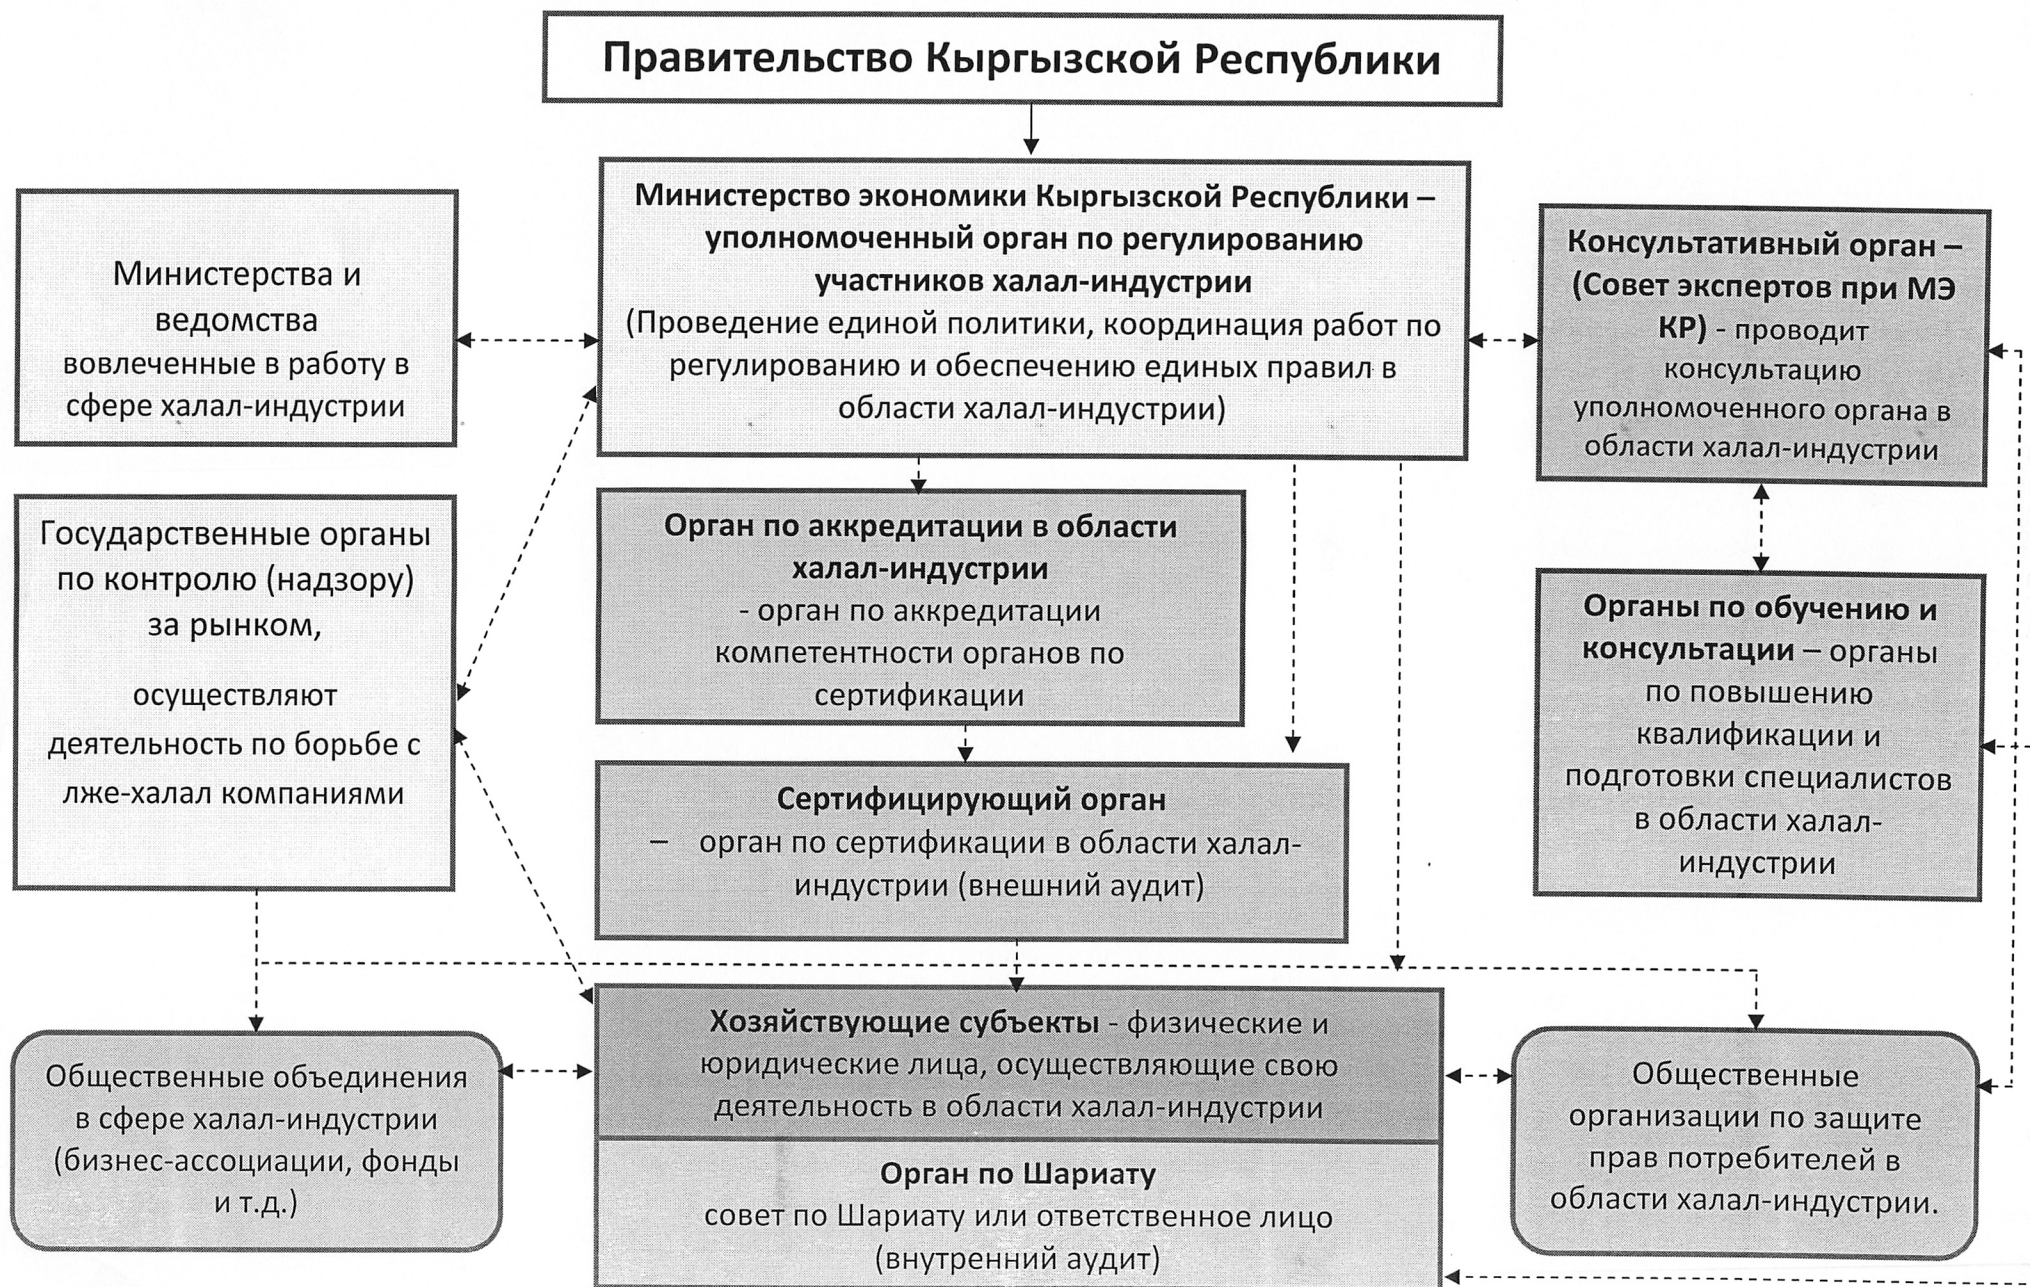 Правительство Кыргызской Республики
Министерство экономики Кыргызской Республики –
уполномоченный орган по регулированию
участников халал-индустрии
(Проведение единой политики, координация работ по
регулированию и обеспечению единых правил в
области халал-индустрии)
Министерства и
ведомства
вовлеченные в работу в
сфере халал-индустрии
Консультативный орган –
(Совет экспертов при МЭ
КР) - проводит
консультацию
уполномоченного органа в
области халал-индустрии
Государственные органы
по контролю (надзору)
за рынком,
осуществляют
деятельность по борьбе с
лже-халал компаниями
Орган по аккредитации в области
халал-индустрии
- орган по аккредитации
компетентности органов по
сертификации
Органы по обучению и
консультации – органы
по повышению
квалификации и
подготовки специалистов
в области халал-
индустрии
Сертифицирующий орган
– орган по сертификации в области халал-
индустрии (внешний аудит)
Хозяйствующие субъекты - физические и
юридические лица, осуществляющие свою
деятельность в области халал-индустрии
Общественные объединения
в сфере халал-индустрии
(бизнес-ассоциации, фонды
и т.д.)
Общественные
организации по защите
прав потребителей в
области халал-индустрии.
Орган по Шариату
совет по Шариату или ответственное лицо
(внутренний аудит)